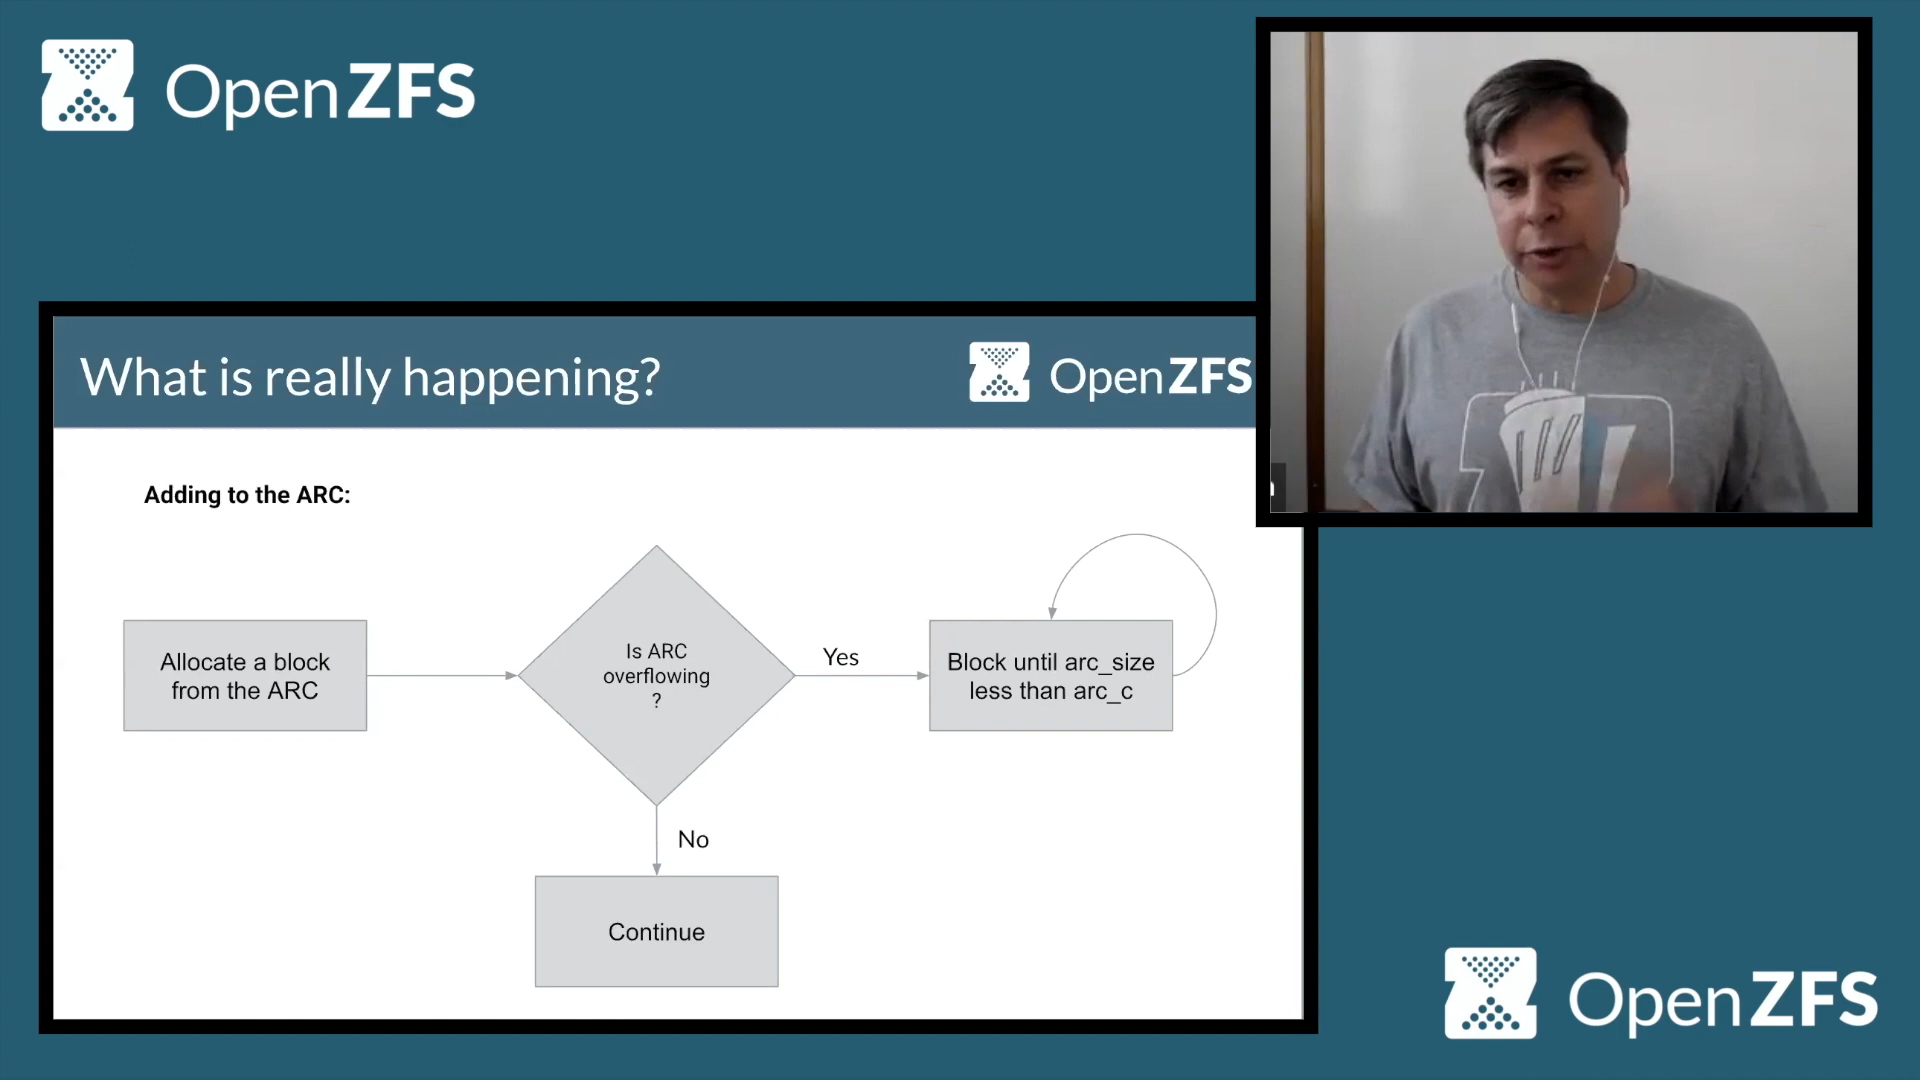 OpenZFS
What is really happening?
OpenZFS
Adding to the ARC:
Allocate a block
from the ARC
Is ARC
overflowing
?
Yes
Block until arc_size
less than arc_c
No
Continue
OpenZFS